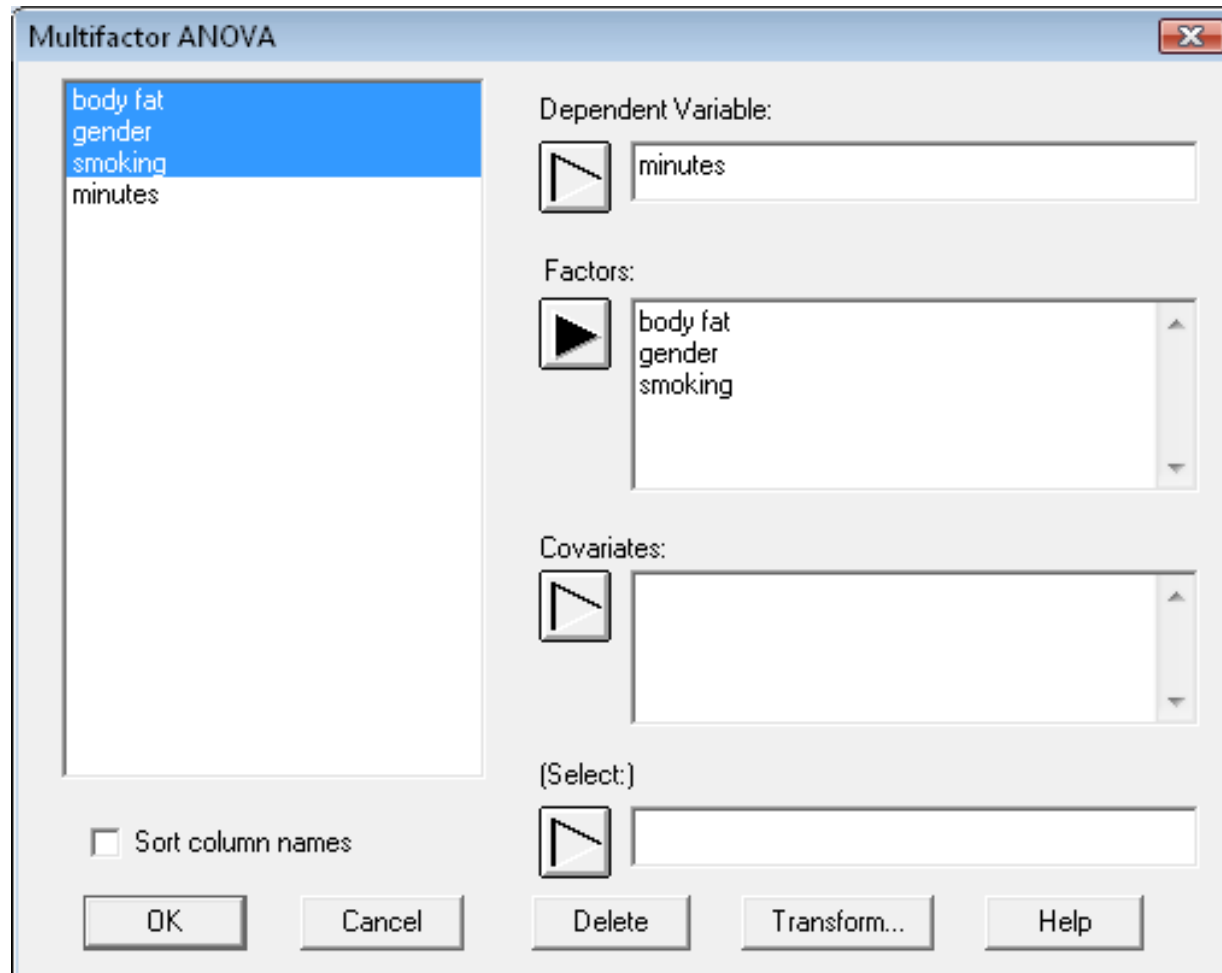 Multifactor ANOVA
body fat
gender
smoking
minutes
Dependent Variable:
minutes
Factors:
body fat
gender
smoking
Covariates:
(Select:)
Sort column names
OK
Cancel
Delete
Transform...
Help